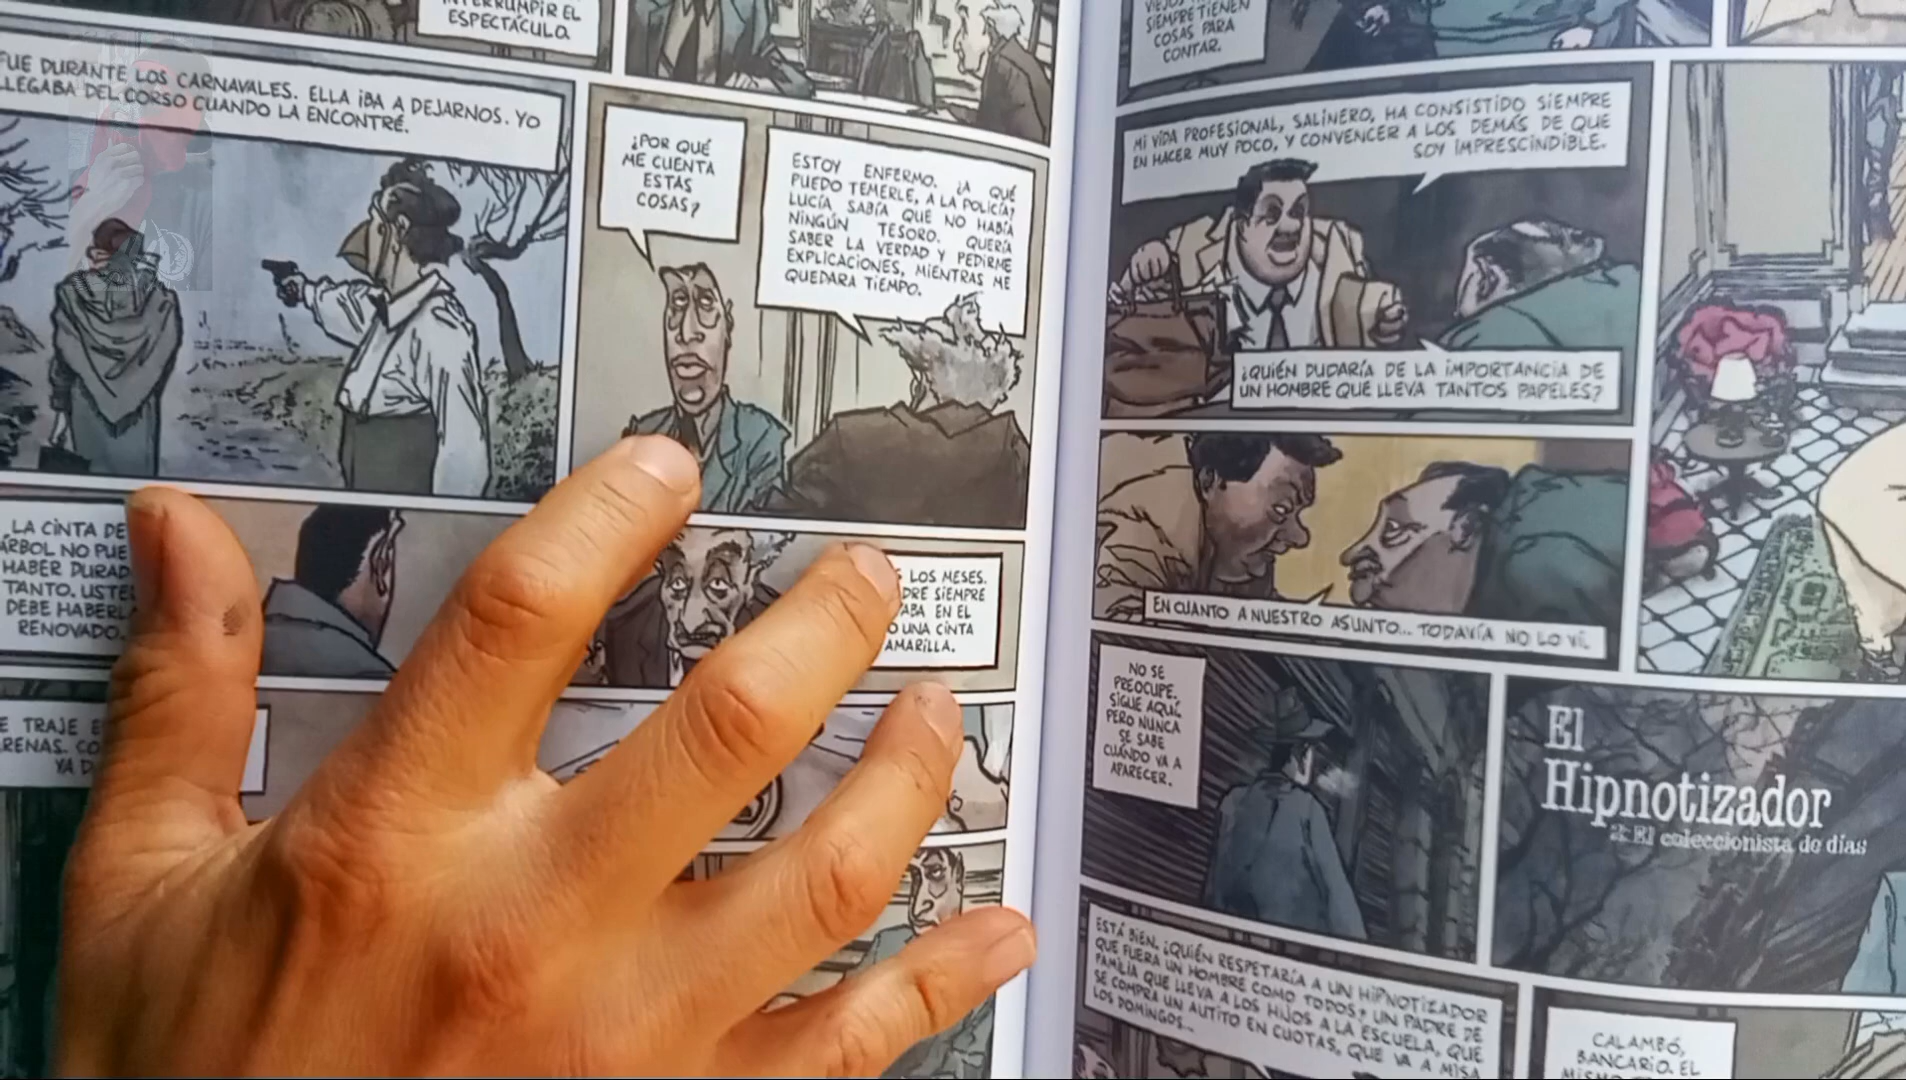 INTERRUMPIR EL
ESPECTÁCULO.
FUE DURANTE LOS CARNAVALES. ELLA IBA A DEJARNOS. YO
LLEGABA DEL CORSO CUANDO LA ENCONTRÉ.
¿POR QUÉ
ME CUENTA
ESTAS
COSAS?
ESTOY ENFERMO. ¿A QUÉ
PUEDO TEMERLE, A LA POLICÍA?
LUCÍA SABÍA QUE NO HABÍA
NINGÚN TESORO. QUERÍA
SABER LA VERDAD Y PEDIRME
EXPLICACIONES, MIENTRAS ME
QUEDARA TIEMPO.
LA CINTA DE
ÁRBOL NO PUE
HABER DURAD
TANTO. USTE
DEBE HABERL
RENOVADO.
LOS MESES.
DRE SIEMPRE
ABA EN EL
O UNA CINTA
AMARILLA.
E TRAJE E
RENAS. CO
YA D
SIEMPRE TIENEN
COSAS PARA
CONTAR.
MI VIDA PROFESIONAL, SALINERO, HA CONSISTIDO SIEMPRE
EN HACER MUY POCO, Y CONVENCER A LOS DEMÁS DE QUE
SOY IMPRESCINDIBLE.
¿QUIÉN DUDARÍA DE LA IMPORTANCIA DE
UN HOMBRE QUE LLEVA TANTOS PAPELES?
EN CUANTO A NUESTRO ASUNTO... TODAVÍA NO LO VI.
NO SE
PREOCUPE.
SIGUE AQUÍ,
PERO NUNCA
SE SABE
CUÁNDO VA A
APARECER.
El
Hipnotizador
2: El coleccionista de días
ESTÁ BIEN. ¿QUIÉN RESPETARÍA A UN HIPNOTIZADOR
QUE FUERA UN HOMBRE COMO TODOS? UN PADRE DE
FAMILIA QUE LLEVA A LOS HIJOS A LA ESCUELA, QUE
SE COMPRA UN AUTITO EN CUOTAS, QUE VA A MISA
LOS DOMINGOS...
CALAMBÓ,
BANCARIO. EL
MISMO